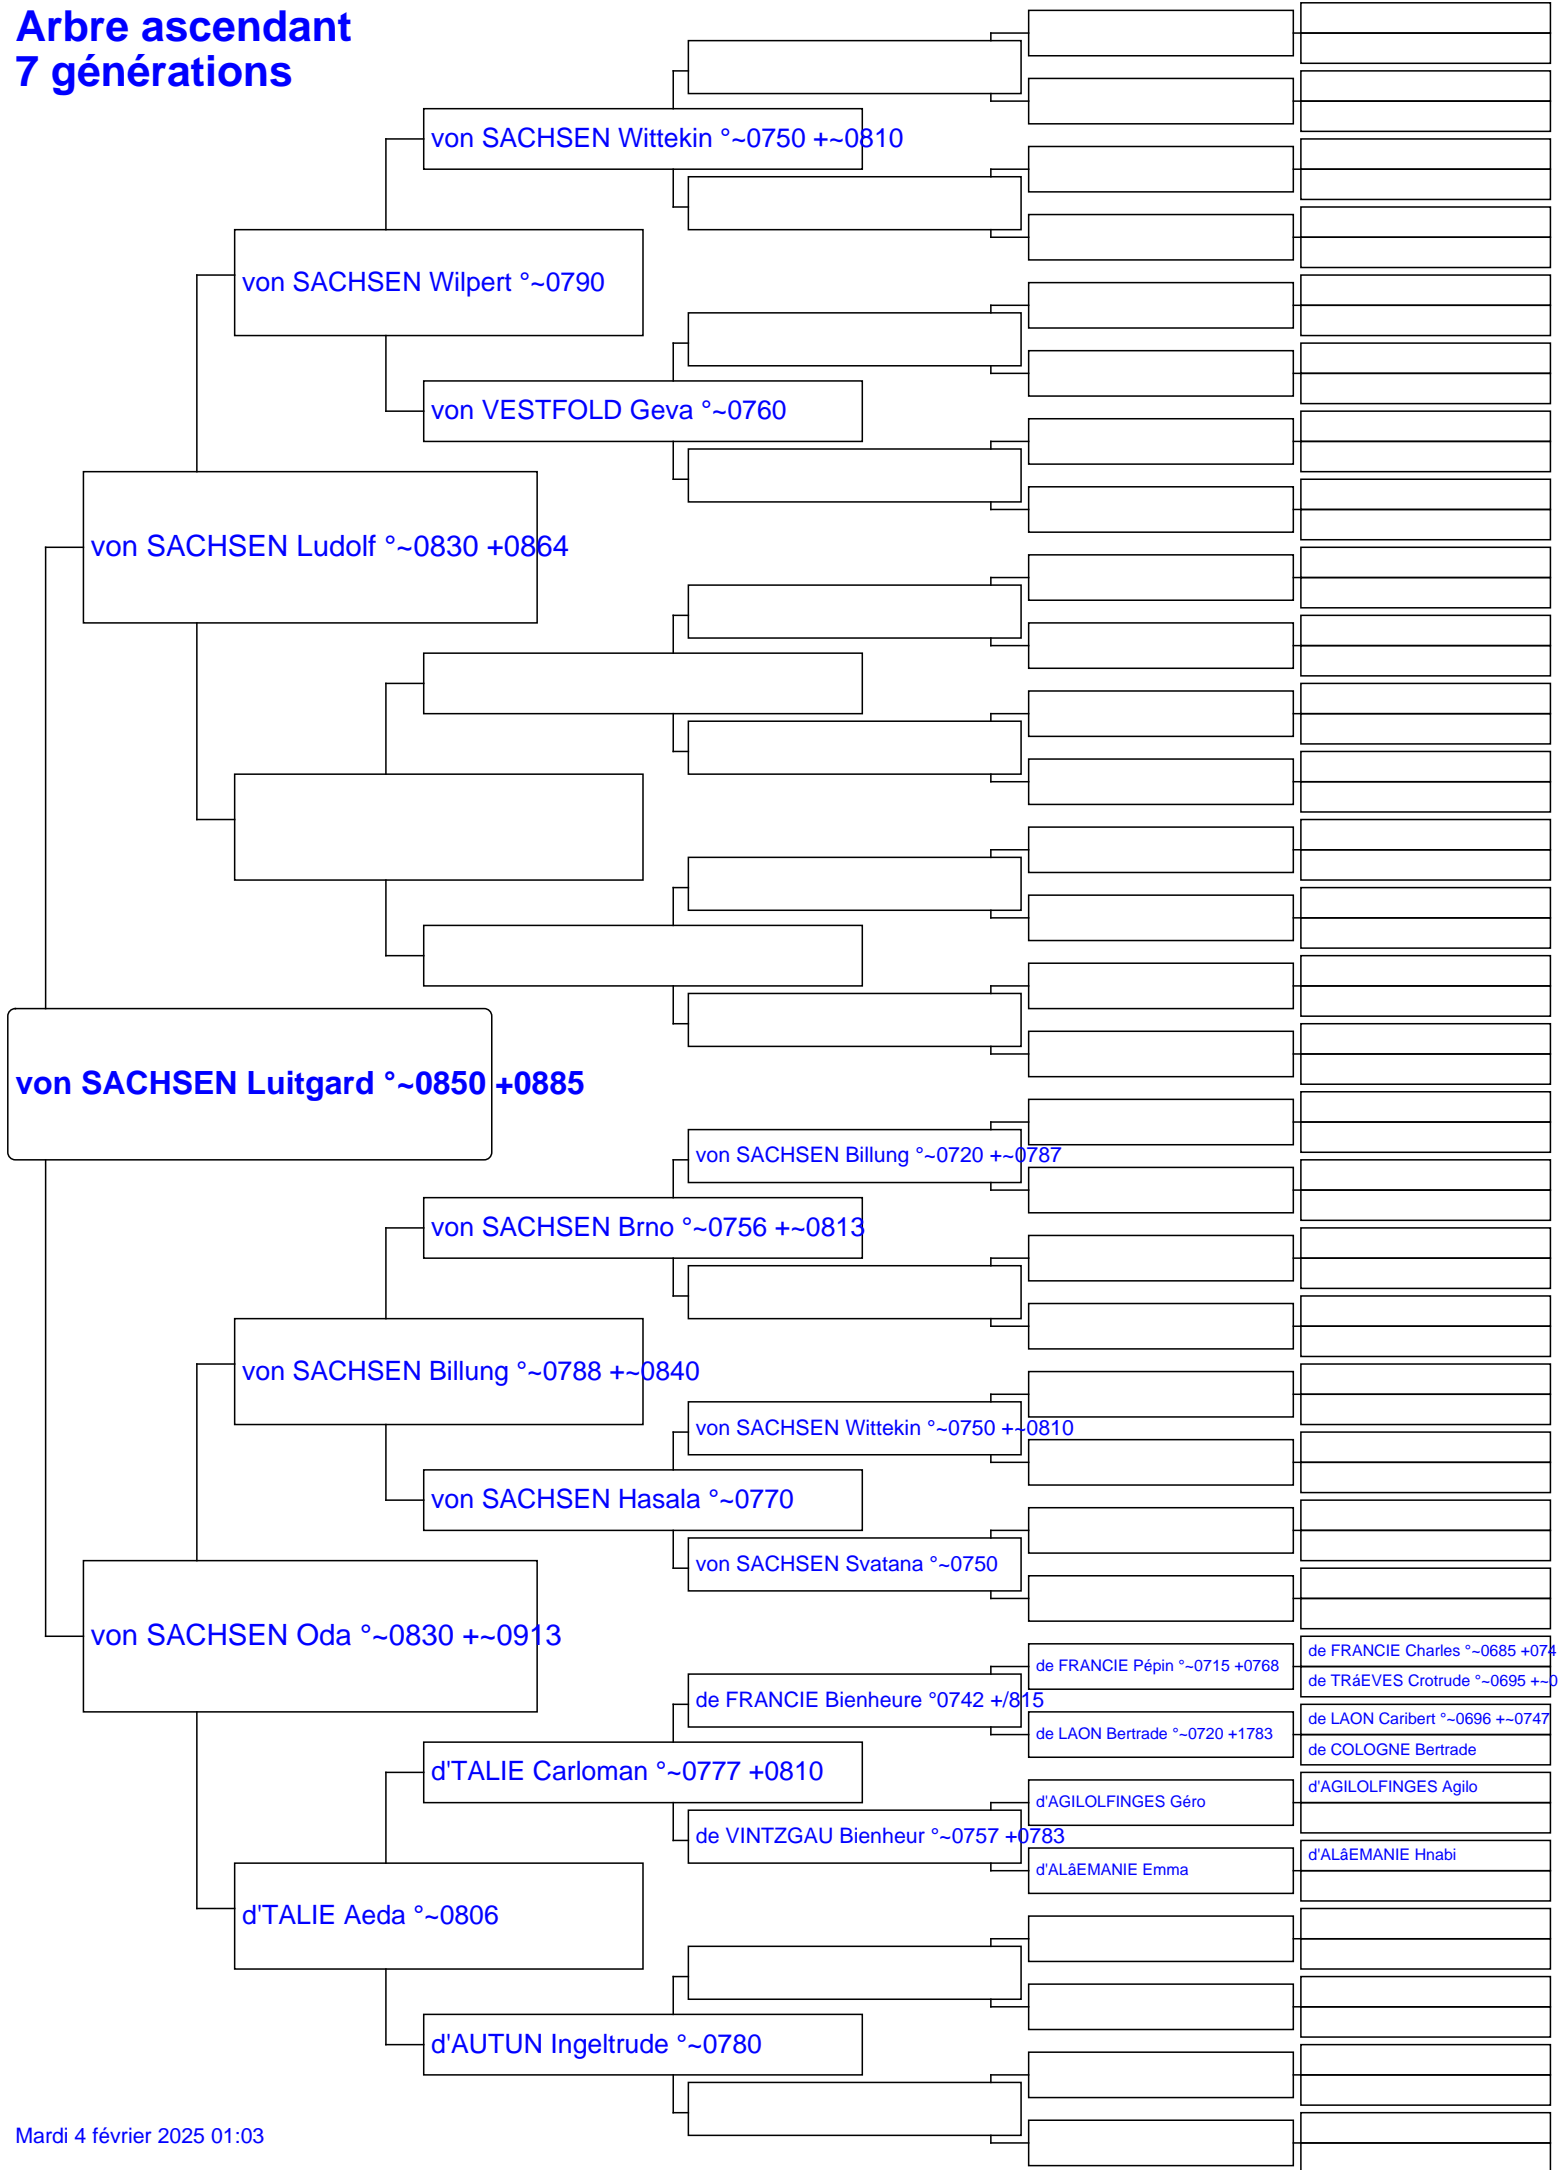 Arbre ascendant
7 générations
von SACHSEN Wittekin °~0750 +~0810
von SACHSEN Wilpert °~0790
von VESTFOLD Geva °~0760
von SACHSEN Ludolf °~0830 +0864
von SACHSEN Luitgard °~0850 +0885
von SACHSEN Billung °~0720 +~0787
von SACHSEN Brno °~0756 +~0813
von SACHSEN Billung °~0788 +~0840
von SACHSEN Wittekin °~0750 +~0810
von SACHSEN Hasala °~0770
von SACHSEN Svatana °~0750
von SACHSEN Oda °~0830 +~0913
de FRANCIE Charles °~0685 +074
de FRANCIE Pépin °~0715 +0768
de TRáEVES Crotrude °~0695 +~0
de FRANCIE Bienheure °0742 +/815
de LAON Caribert °~0696 +~0747
de LAON Bertrade °~0720 +1783
de COLOGNE Bertrade
d'TALIE Carloman °~0777 +0810
d'AGILOLFINGES Agilo
d'AGILOLFINGES Géro
de VINTZGAU Bienheur °~0757 +0783
d'ALâEMANIE Hnabi
d'ALâEMANIE Emma
d'TALIE Aeda °~0806
d'AUTUN Ingeltrude °~0780
Mardi 4 février 2025 01:03